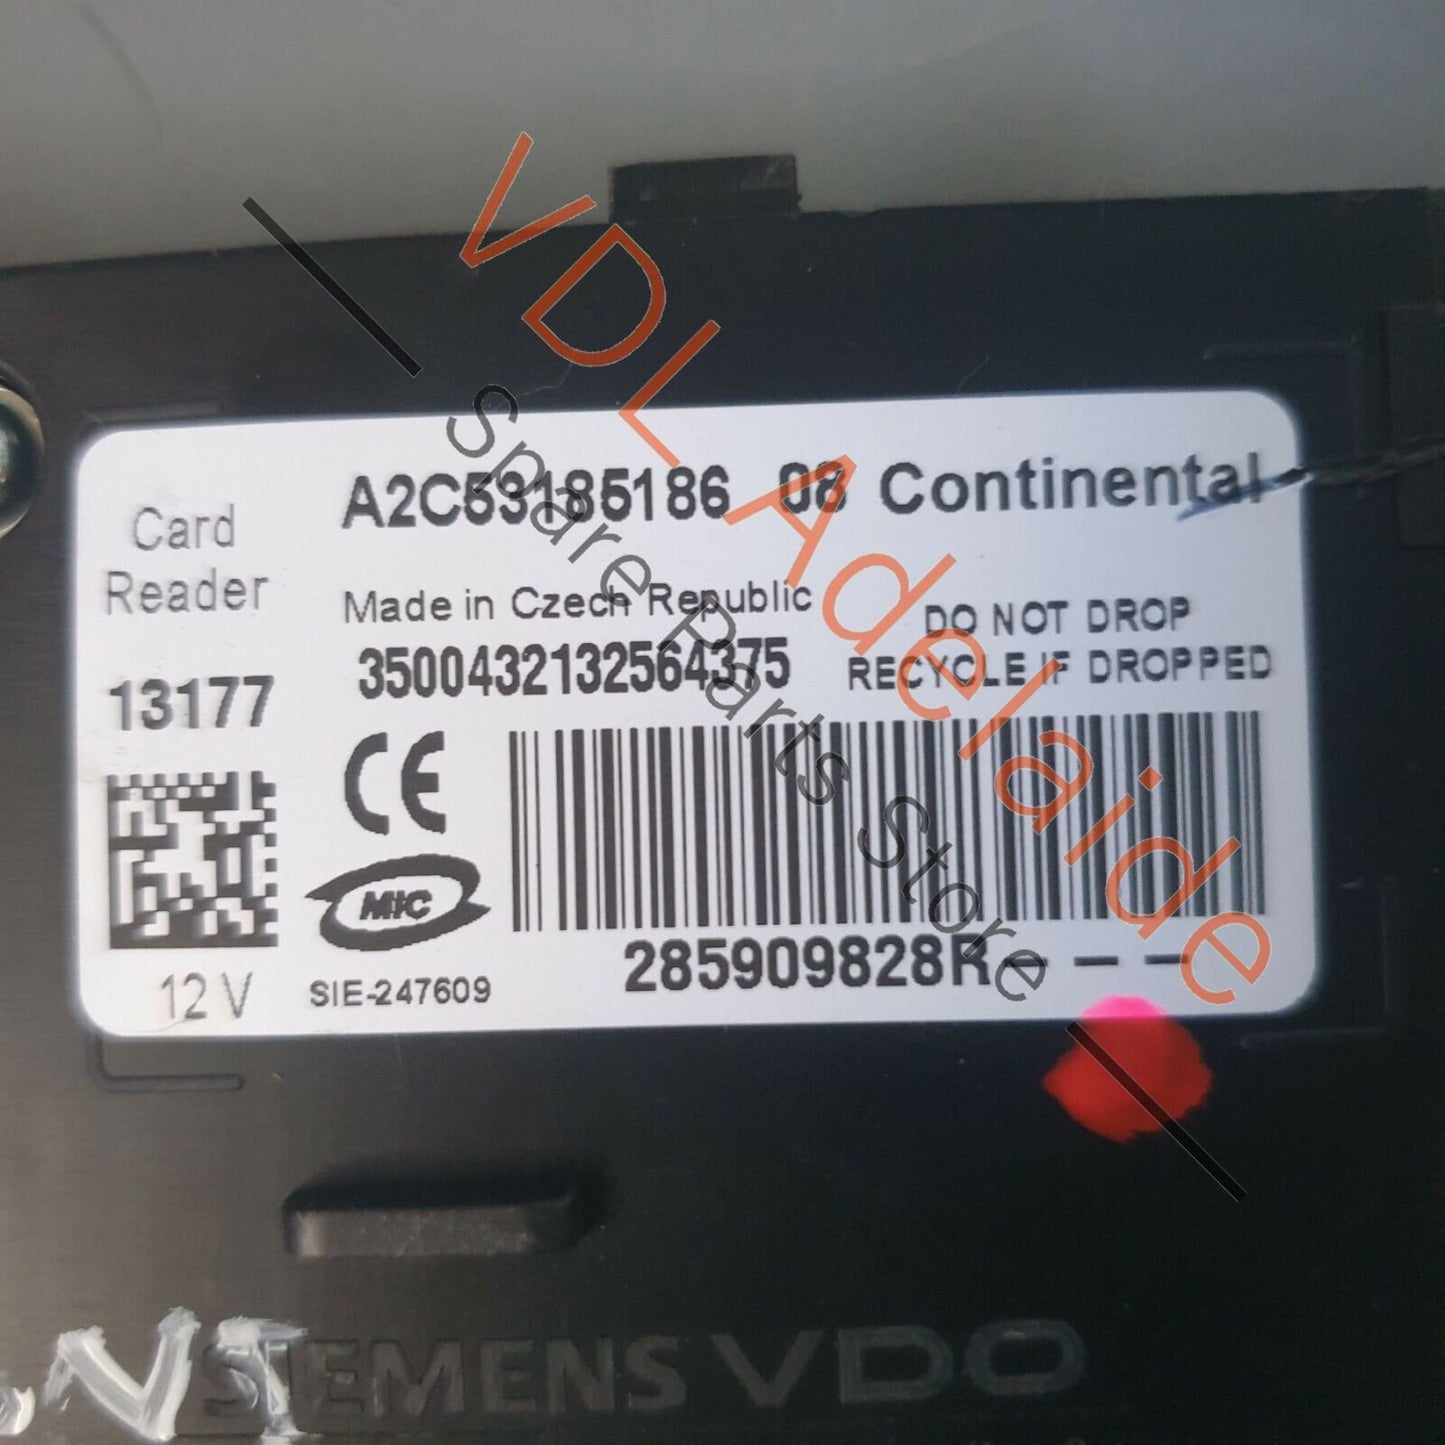 VDL Adelaide
Spare Parts Store
Card
Reader
13177
12 V
A2C53185186 08 Continental
Made in Czech Republic
3500432132564375
DO NOT DROP
RECYCLE IF DROPPED
CE
MIC
SIE-247609
285909828R- - -
SIEMENS VDO